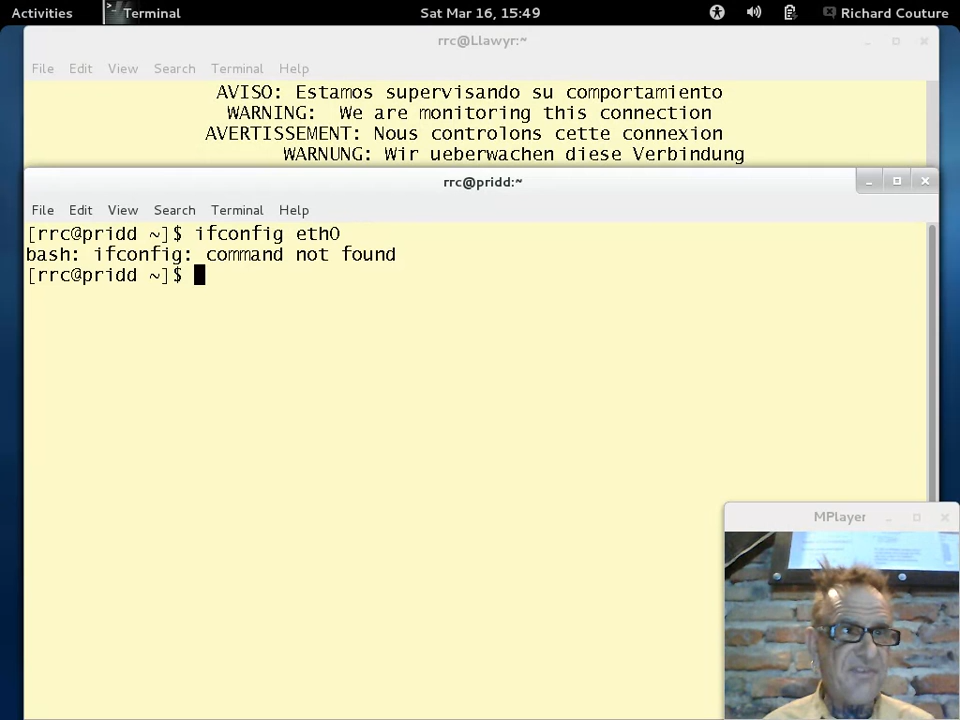 Activities
Terminal
Sat Mar 16, 15:49
Richard Couture
rrc@Llawyr:~
File Edit View Search Terminal Help
AVISO: Estamos supervisando su comportamiento
WARNING: We are monitoring this connection
AVERTISSEMENT: Nous controlons cette connexion
WARNUNG: Wir ueberwachen diese Verbindung
rrc@pridd:~
File Edit View Search Terminal Help
[rrc@pridd ~]$ ifconfig eth0
bash: ifconfig: command not found
[rrc@pridd ~]$
MPlayer